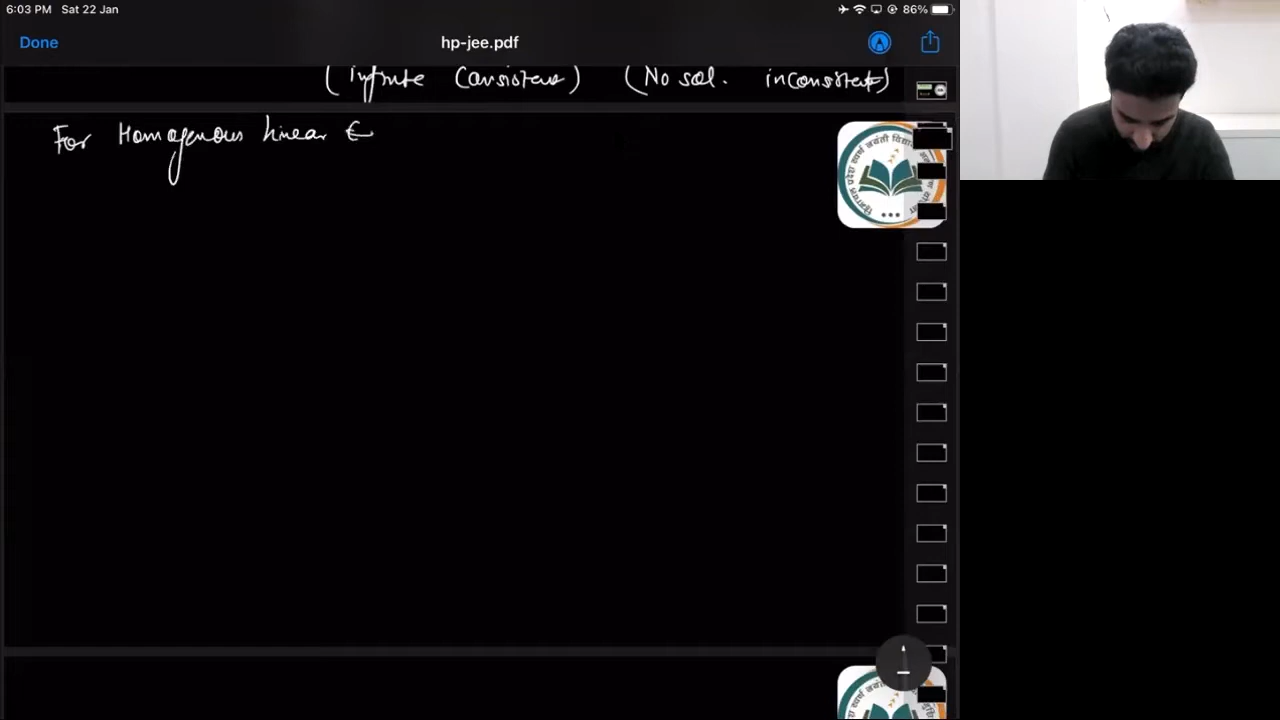 6:03 PM Sat 22 Jan
86%
Done
hp-jee.pdf
(Infinite Consistent) (No sol. inconsistent)
For Homogenous linear E